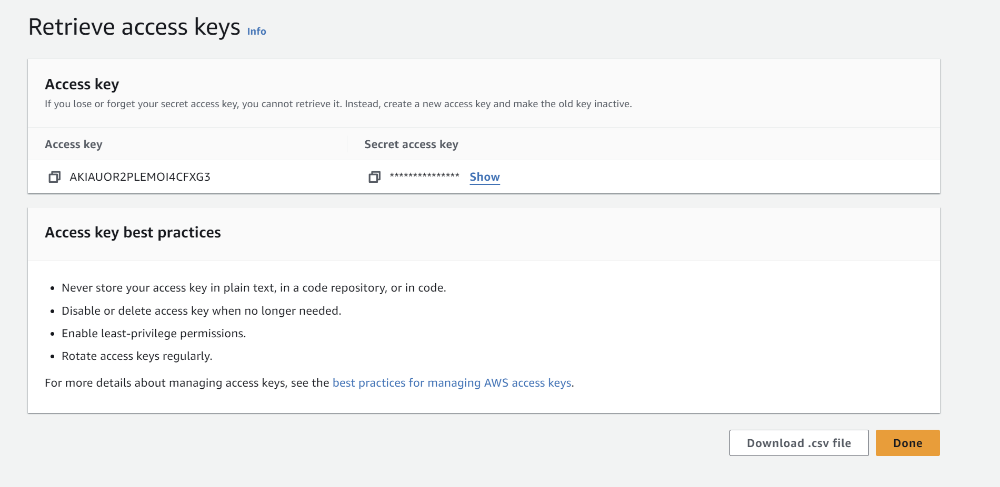 Retrieve access keys Info
Access key
If you lose or forget your secret access key, you cannot retrieve it. Instead, create a new access key and make the old key inactive.
Access key Secret access key
AKIAUOR2PLEMOI4CFXG3 *************** Show
Access key best practices
• Never store your access key in plain text, in a code repository, or in code.
• Disable or delete access key when no longer needed.
• Enable least-privilege permissions.
• Rotate access keys regularly.
For more details about managing access keys, see the best practices for managing AWS access keys.
Download .csv file Done